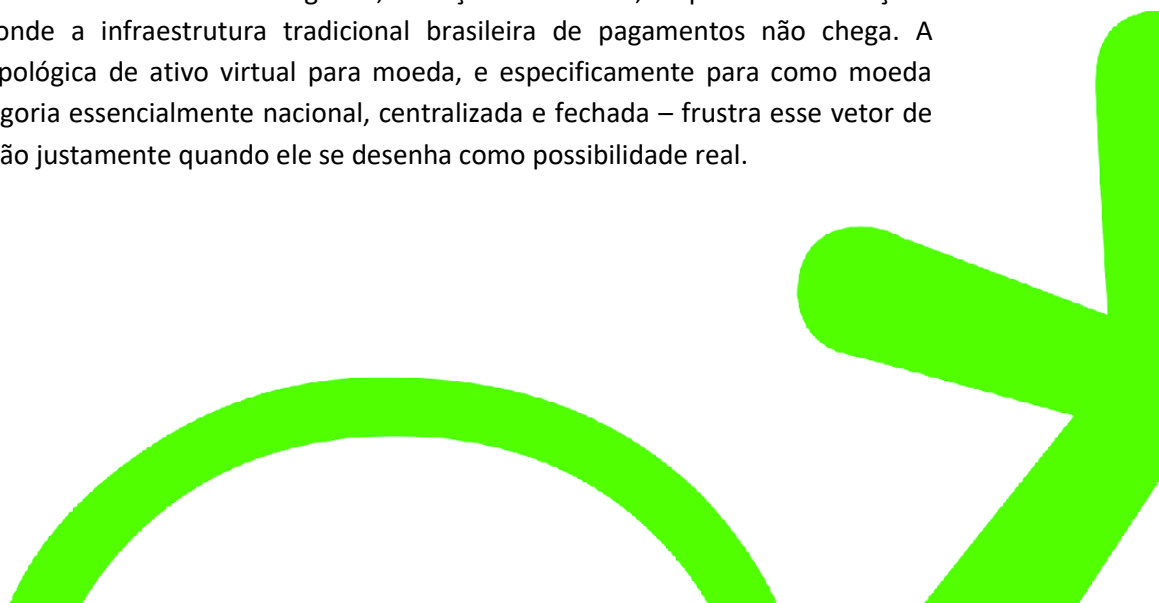 onde a infraestrutura tradicional brasileira de pagamentos não chega. A
pológica de ativo virtual para moeda, e especificamente para como moeda
goria essencialmente nacional, centralizada e fechada – frustra esse vetor de
ão justamente quando ele se desenha como possibilidade real.